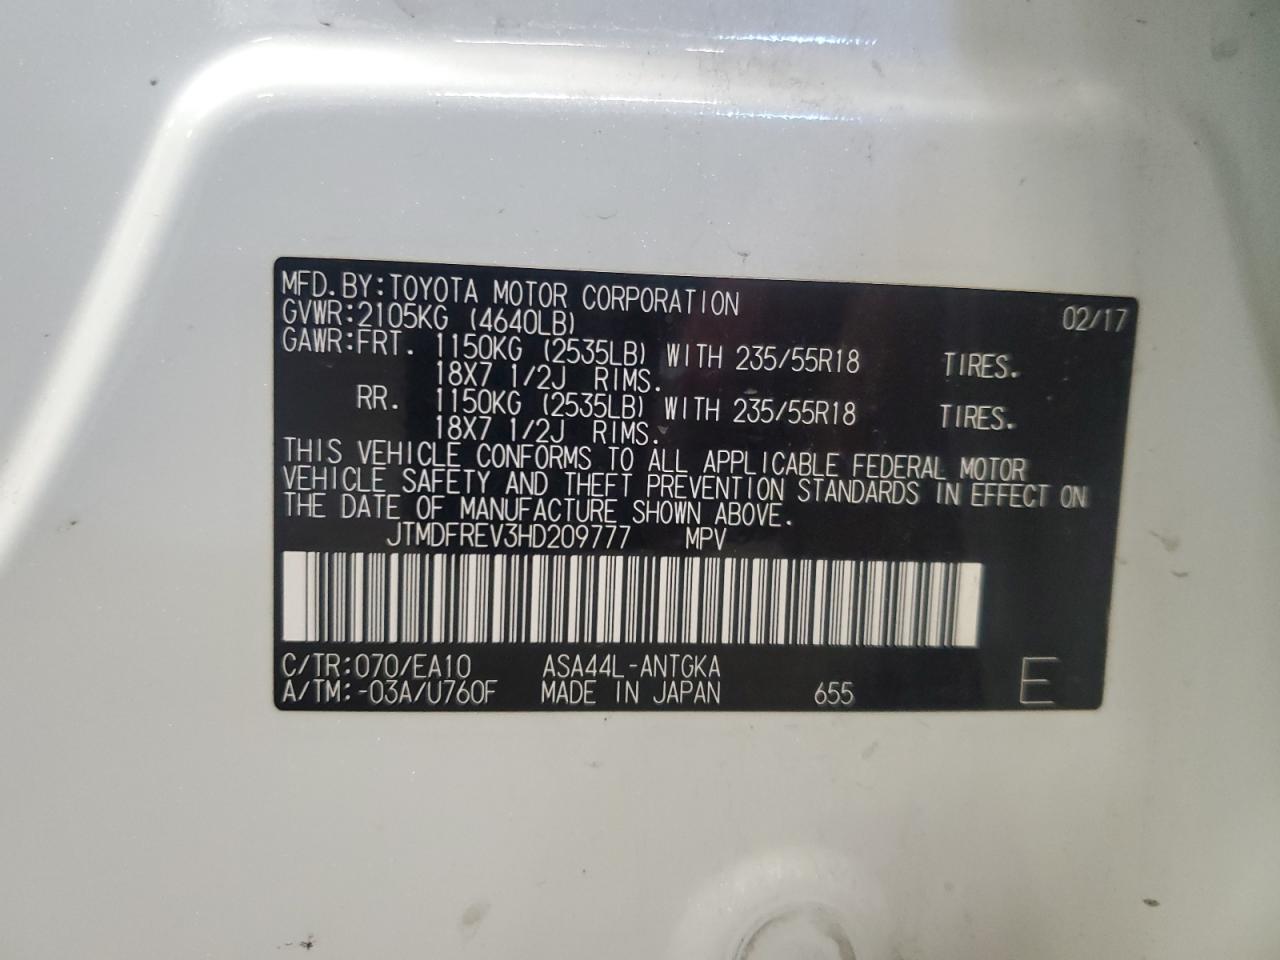 MFD.BY:TOYOTA MOTOR CORPORATION 02/17
GVWR:2105KG (4640LB)
GAWR:FRT. 1150KG (2535LB) WITH 235/55R18 TIRES.
18X7 1/2J RIMS.
RR. 1150KG (2535LB) WITH 235/55R18 TIRES.
18X7 1/2J RIMS.
THIS VEHICLE CONFORMS TO ALL APPLICABLE FEDERAL MOTOR
VEHICLE SAFETY AND THEFT PREVENTION STANDARDS IN EFFECT ON
THE DATE OF MANUFACTURE SHOWN ABOVE.
JTMDFREV3HD209777 MPV
C/TR:070/EA10 ASA44L-ANTGKA
A/TM:-03A/U760F MADE IN JAPAN 655 E